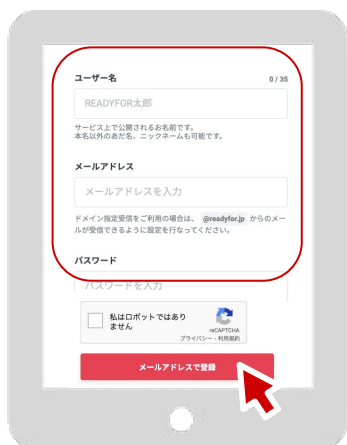 ユーザー名
0 / 35
READYFOR太郎
サービス上で公開されるお名前です。
本名以外のあだ名、ニックネームも可能です。
メールアドレス
メールアドレスを入力
ドメイン指定受信をご利用の場合は、 @readyfor.jp からのメー
ルが受信できるように設定を行なってください。
パスワード
パスワードを入力
私はロボットではあり
ません
reCAPTCHA
プライバシー - 利用規約
メールアドレスで登録